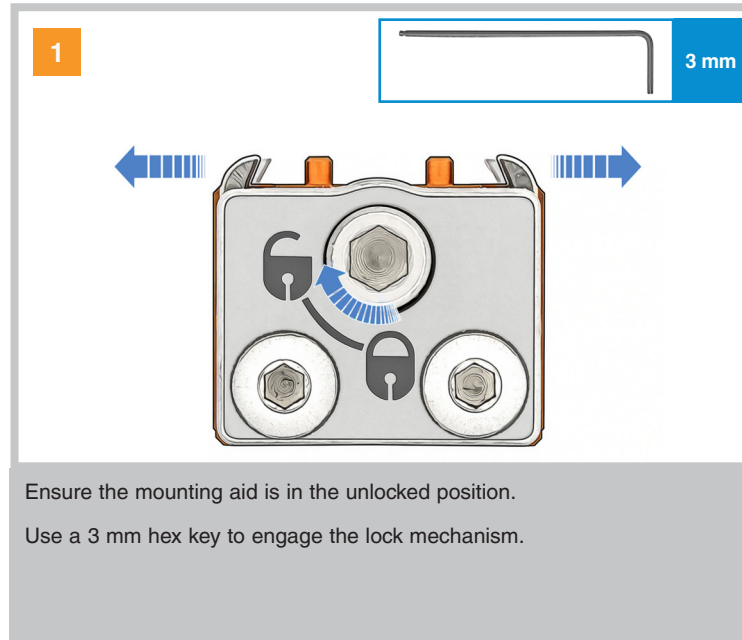 1
3 mm
Ensure the mounting aid is in the unlocked position.
Use a 3 mm hex key to engage the lock mechanism.